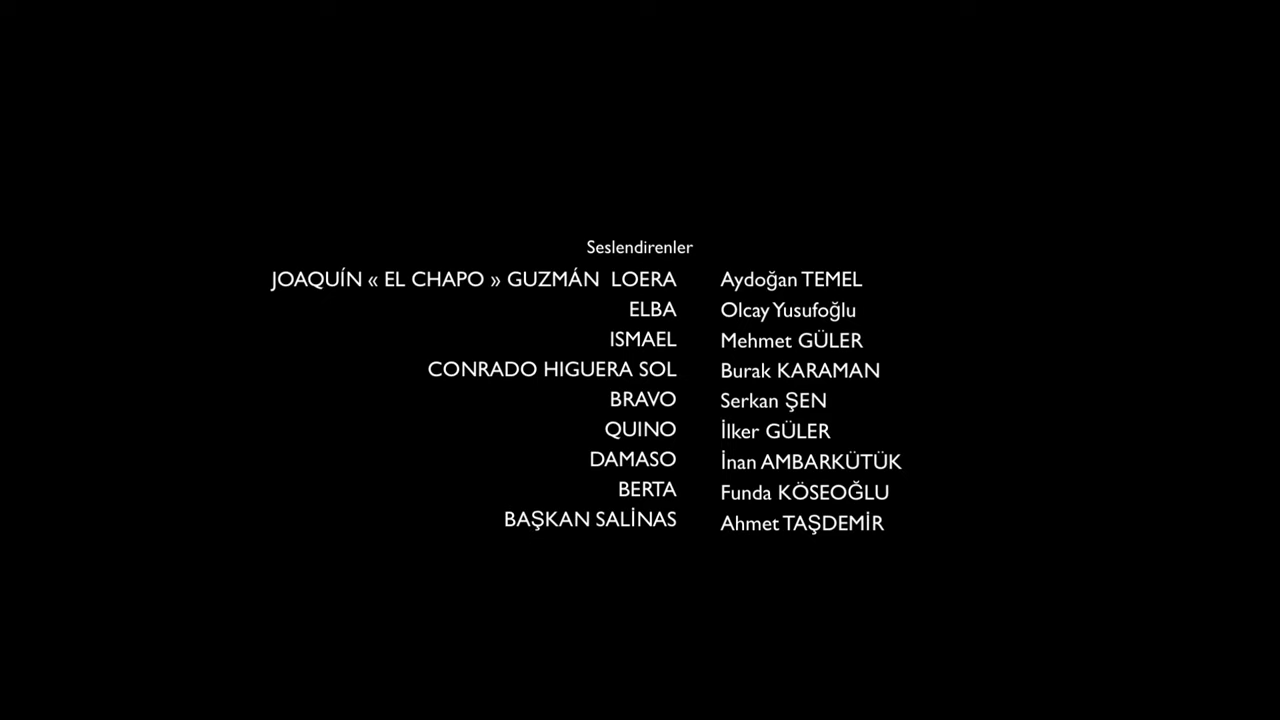 Seslendirenler
JOAQUÍN « EL CHAPO » GUZMÁN LOERA Aydoğan TEMEL
ELBA Olcay Yusufoğlu
ISMAEL Mehmet GÜLER
CONRADO HIGUERA SOL Burak KARAMAN
BRAVO Serkan ŞEN
QUINO İlker GÜLER
DAMASO İnan AMBARKÜTÜK
BERTA Funda KÖSEOĞLU
BAŞKAN SALİNAS Ahmet TAŞDEMİR